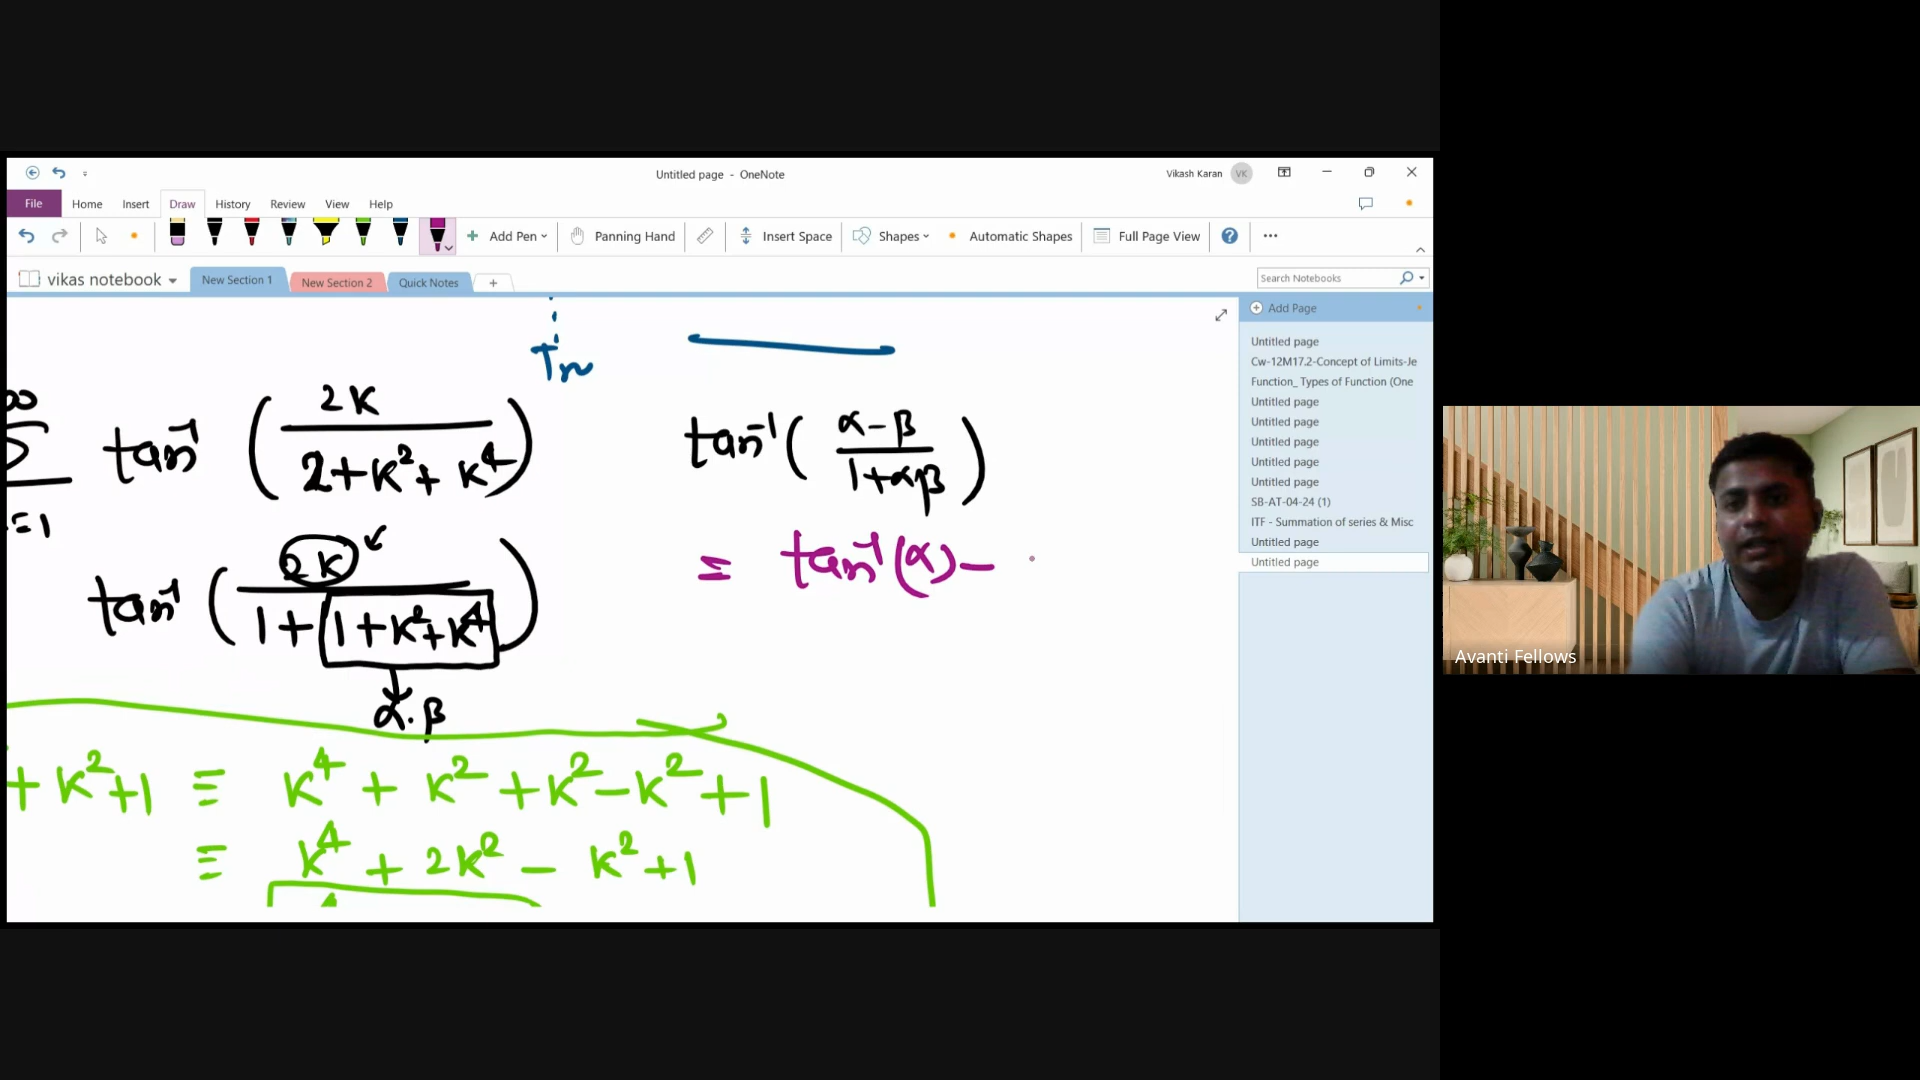 Untitled page - OneNote
Vikash Karan VK
File Home Insert Draw History Review View Help
Add Pen Panning Hand Insert Space Shapes Automatic Shapes Full Page View
vikas notebook New Section 1 New Section 2 Quick Notes + Search Notebooks
Add Page
Untitled page
Cw-12M17.2-Concept of Limits-Je
Function_ Types of Function (One
Untitled page
Untitled page
Untitled page
Untitled page
Untitled page
SB-AT-04-24 (1)
ITF - Summation of series & Misc
Untitled page
Untitled page
Tn
∞ Σ =1 tan⁻¹ (2K / (2+K²+K⁴))
tan⁻¹ ((α-β) / (1+αβ))
= tan⁻¹(α) -
tan⁻¹ (2K / (1+1+K²+K⁴))
α.β
+ K²+1 ≡ K⁴ + K² + K² - K² + 1
≡ K⁴ + 2K² - K² + 1
4
Avanti Fellows